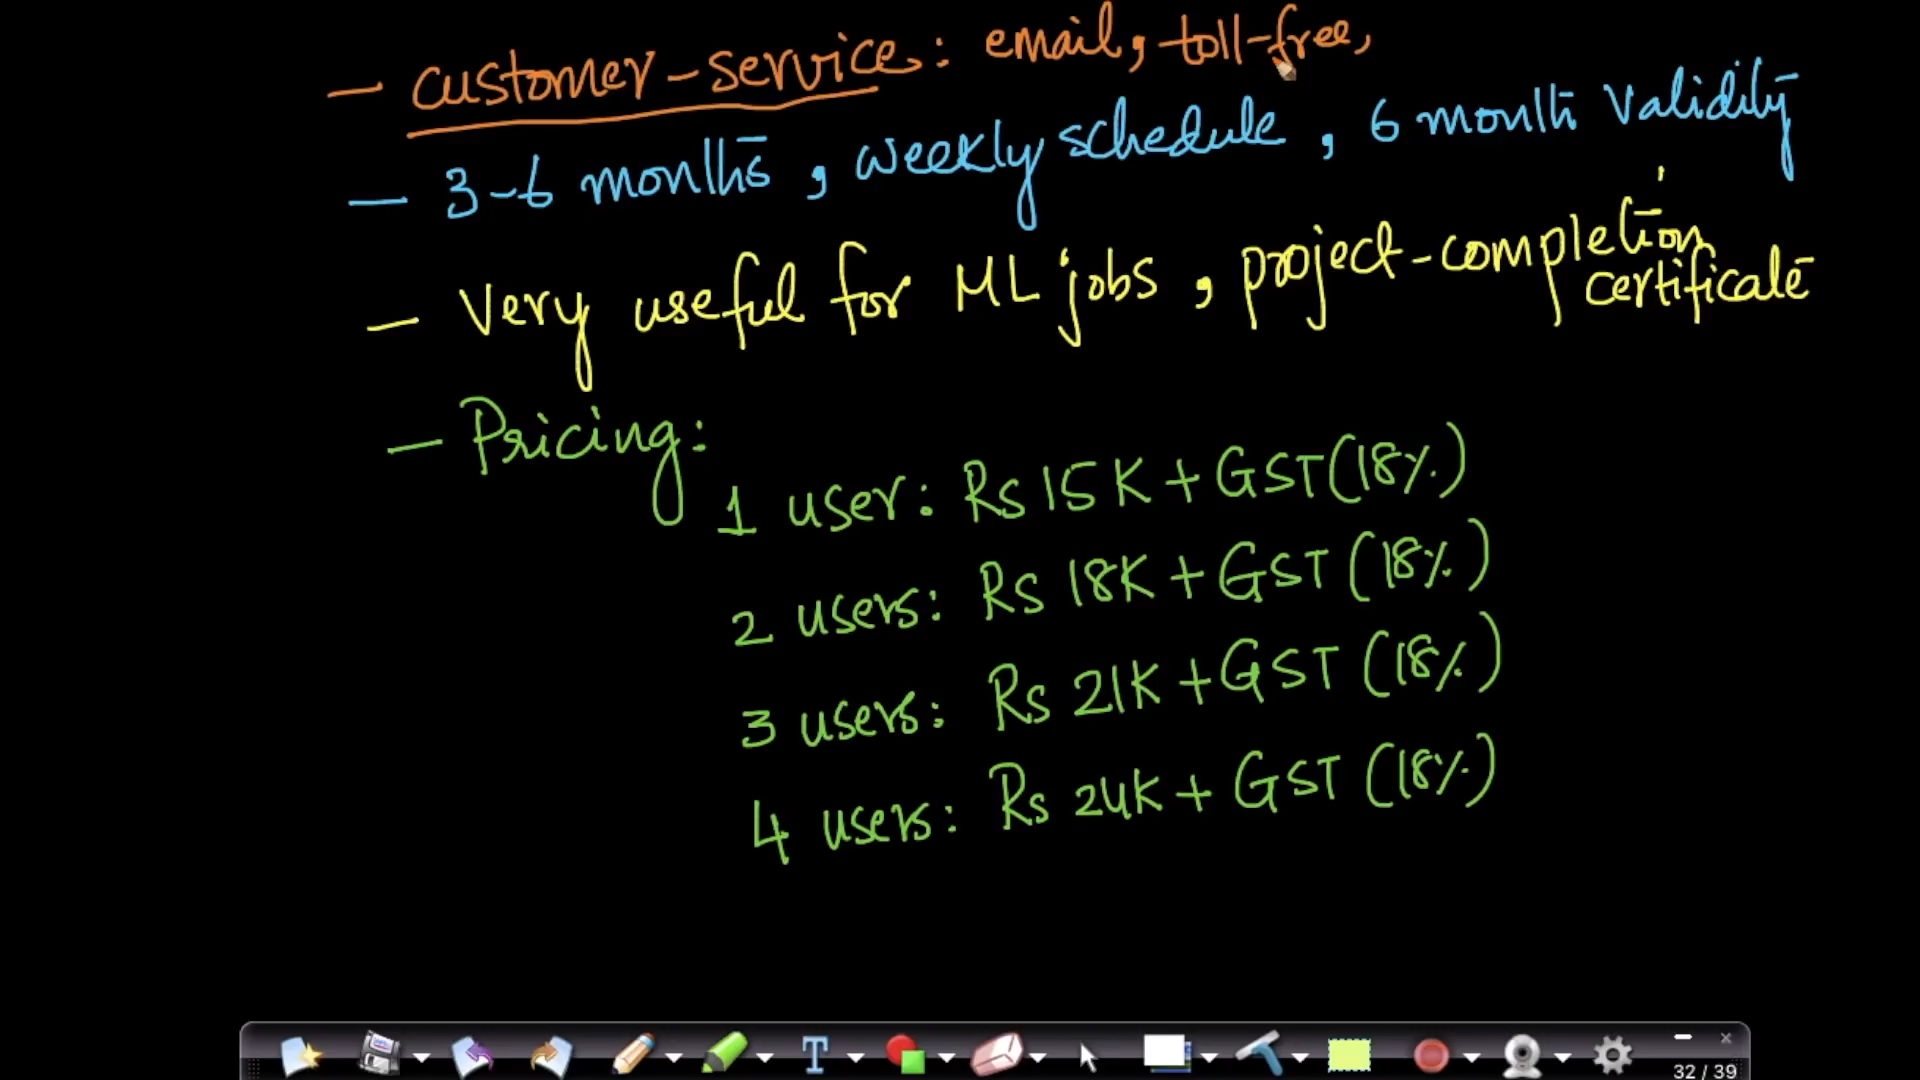 - customer-service: email, toll-free,
- 3-6 months, weekly schedule, 6 month validity
- Very useful for ML jobs, project-completion
certificate
- Pricing:
1 user: Rs 15K + GST (18%)
2 users: Rs 18K + GST (18%)
3 users: Rs 21K + GST (18%)
4 users: Rs 24K + GST (18%)
T
32 / 39